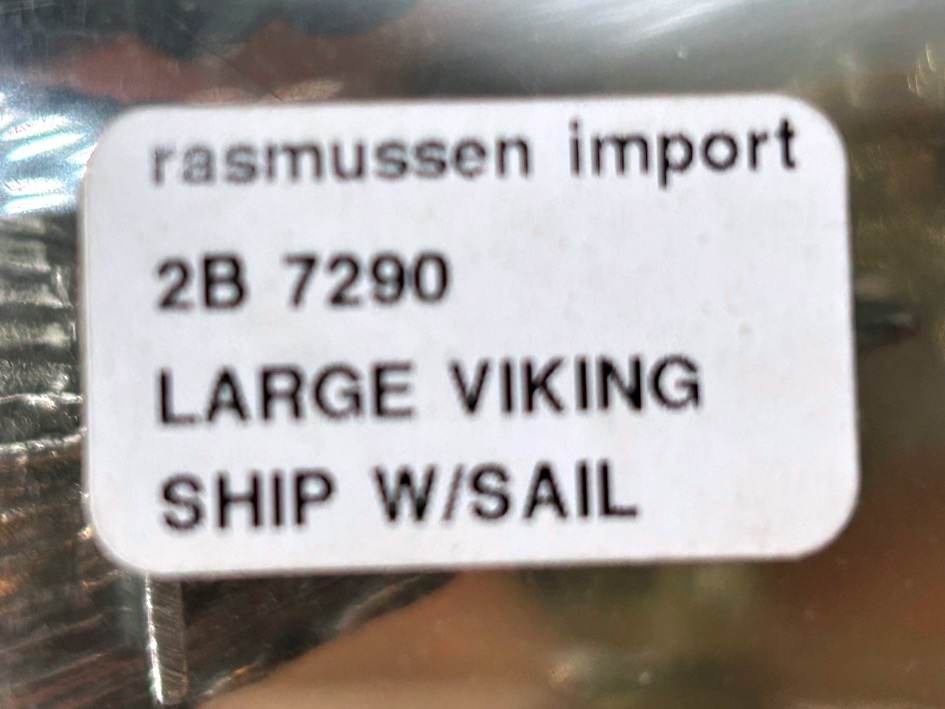 rasmussen import
2B 7290
LARGE VIKING
SHIP W/SAIL